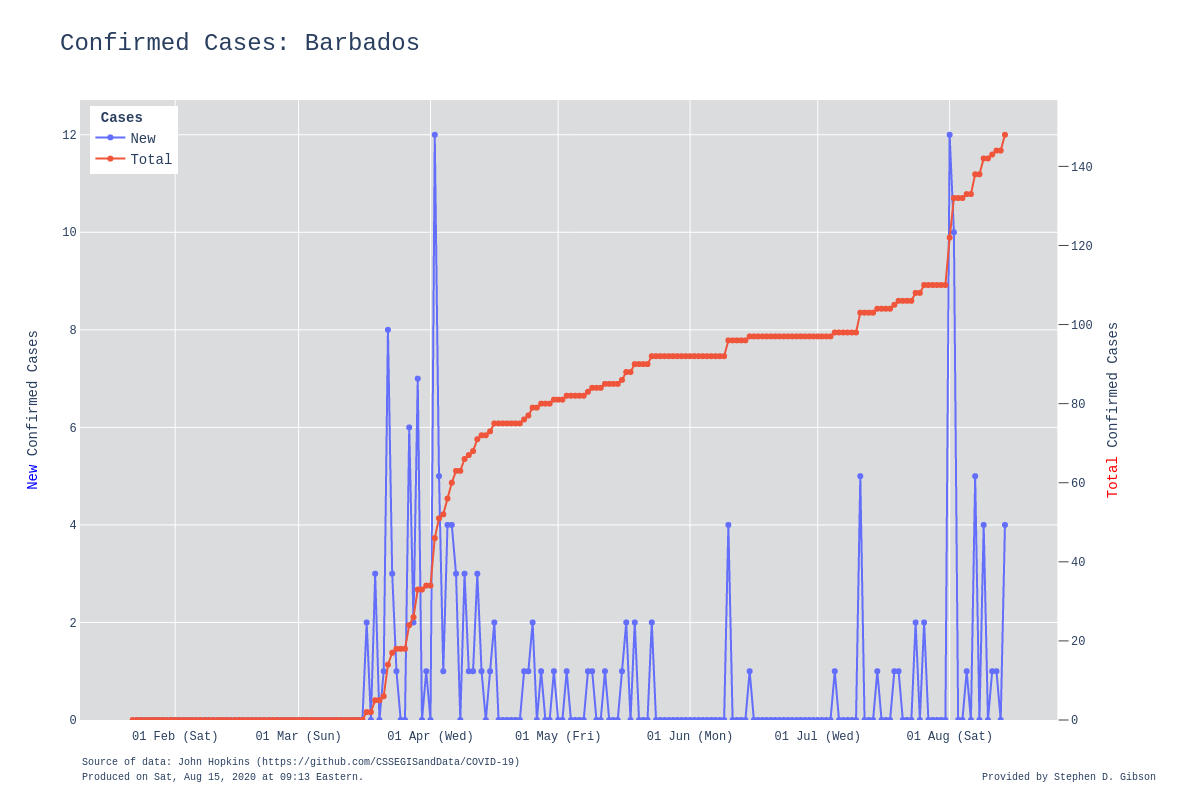 Confirmed Cases: Barbados
Cases
New
Total
12
10
8
6
4
2
0
140
120
100
80
60
40
20
0
New Confirmed Cases
Total Confirmed Cases
01 Feb (Sat)
01 Mar (Sun)
01 Apr (Wed)
01 May (Fri)
01 Jun (Mon)
01 Jul (Wed)
01 Aug (Sat)
Source of data: John Hopkins (https://github.com/CSSEGISandData/COVID-19)
Produced on Sat, Aug 15, 2020 at 09:13 Eastern.
Provided by Stephen D. Gibson